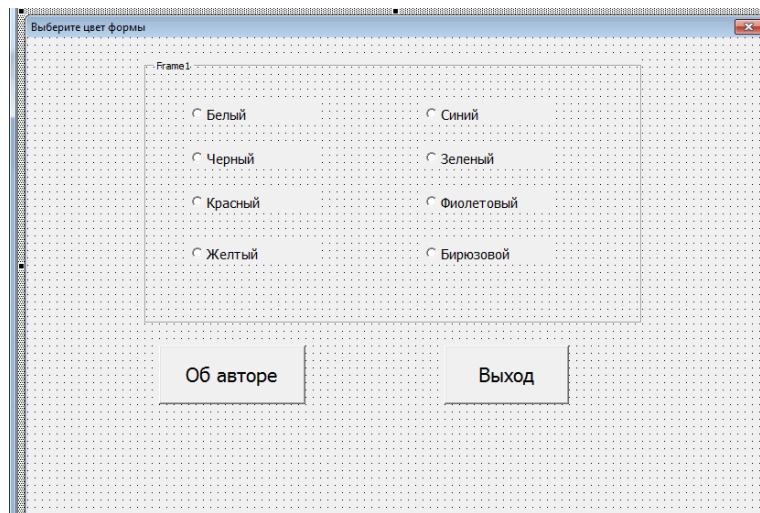 Выберите цвет формы
Frame1
Белый
Синий
Черный
Зеленый
Красный
Фиолетовый
Желтый
Бирюзовой
Об авторе
Выход